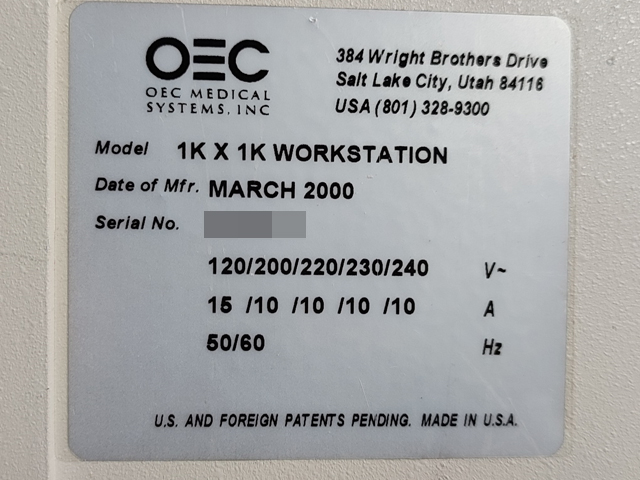 OEC
OEC MEDICAL
SYSTEMS, INC
384 Wright Brothers Drive
Salt Lake City, Utah 84116
USA (801) 328-9300
Model 1K X 1K WORKSTATION
Date of Mfr. MARCH 2000
Serial No.
120/200/220/230/240 V~
15 /10 /10 /10 /10 A
50/60 Hz
U.S. AND FOREIGN PATENTS PENDING. MADE IN U.S.A.